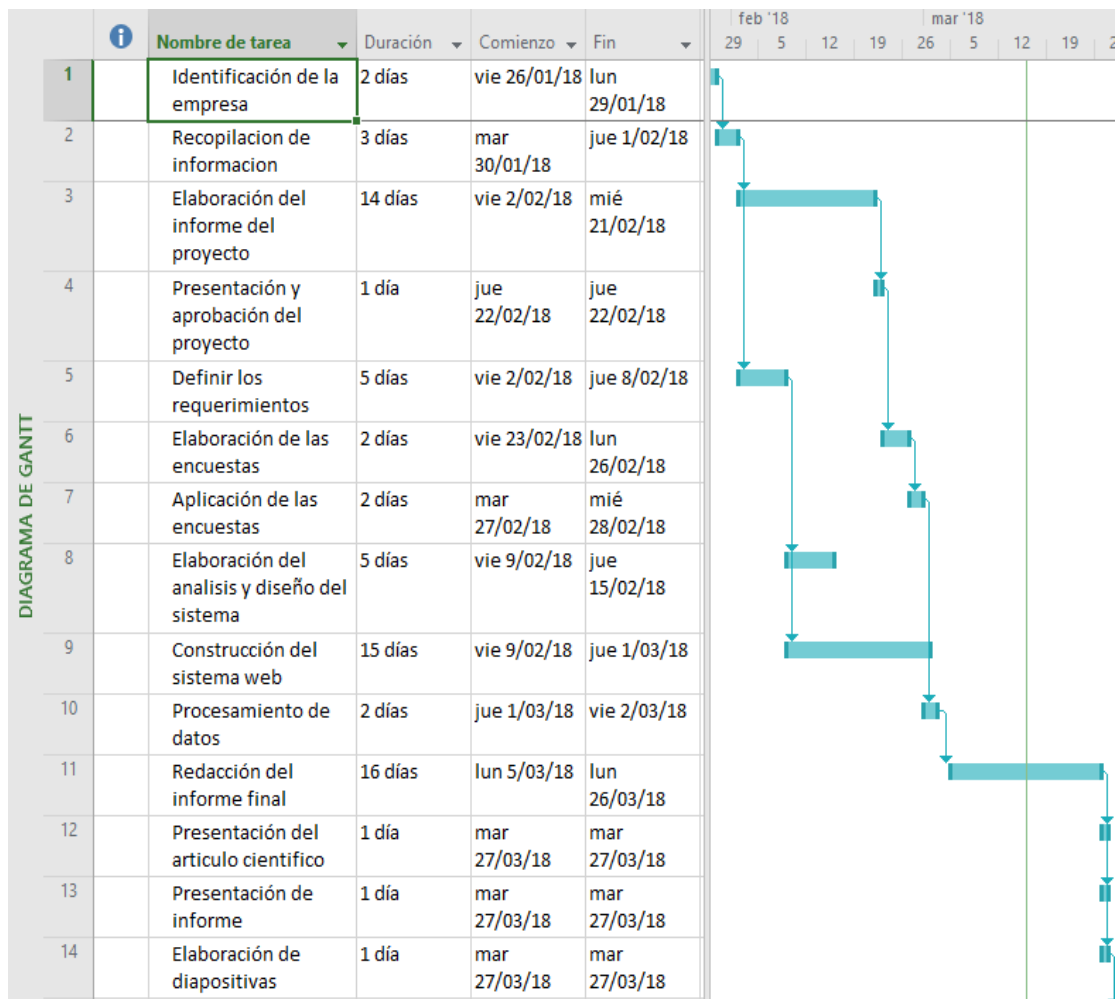 feb '18 mar '18
Nombre de tarea Duración Comienzo Fin 29 5 12 19 26 5 12 19 2
1 Identificación de la 2 días vie 26/01/18 lun
empresa 29/01/18
2 Recopilacion de 3 días mar jue 1/02/18
informacion 30/01/18
3 Elaboración del 14 días vie 2/02/18 mié
informe del 21/02/18
proyecto
4 Presentación y 1 día jue jue
aprobación del 22/02/18 22/02/18
proyecto
5 Definir los 5 días vie 2/02/18 jue 8/02/18
requerimientos
6 Elaboración de las 2 días vie 23/02/18 lun
encuestas 26/02/18
7 Aplicación de las 2 días mar mié
encuestas 27/02/18 28/02/18
8 Elaboración del 5 días vie 9/02/18 jue
analisis y diseño del 15/02/18
sistema
9 Construcción del 15 días vie 9/02/18 jue 1/03/18
sistema web
10 Procesamiento de 2 días jue 1/03/18 vie 2/03/18
datos
11 Redacción del 16 días lun 5/03/18 lun
informe final 26/03/18
12 Presentación del 1 día mar mar
articulo cientifico 27/03/18 27/03/18
13 Presentación de 1 día mar mar
informe 27/03/18 27/03/18
14 Elaboración de 1 día mar mar
diapositivas 27/03/18 27/03/18
DIAGRAMA DE GANTT